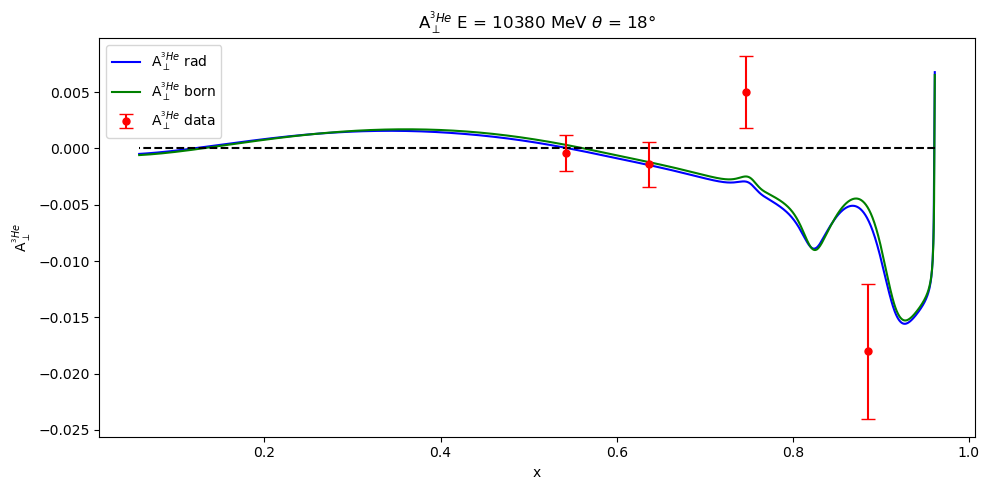 A⊥^³He E = 10380 MeV θ = 18°
A⊥^³He rad
A⊥^³He born
A⊥^³He data
0.005
0.000
−0.005
−0.010
−0.015
−0.020
−0.025
A⊥^³He
0.2 0.4 0.6 0.8 1.0
x